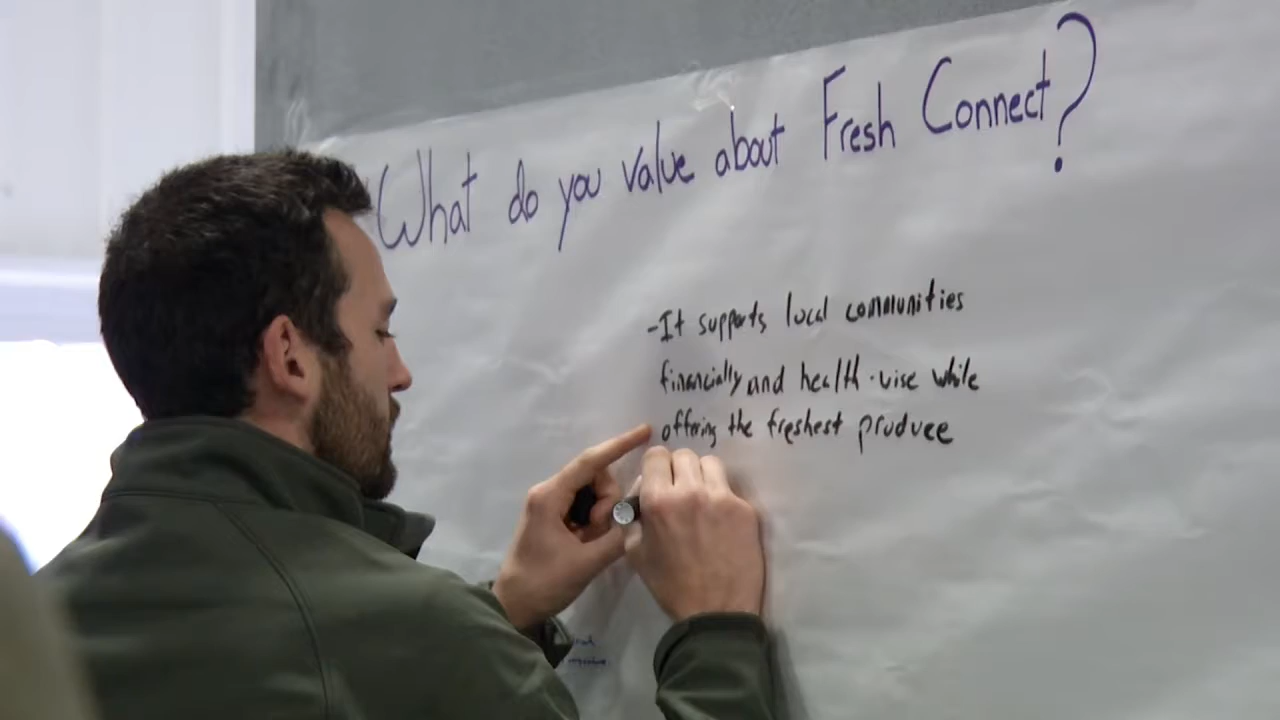 What do you value about Fresh Connect?
-It supports local communities
financially and health-wise while
offering the freshest produce